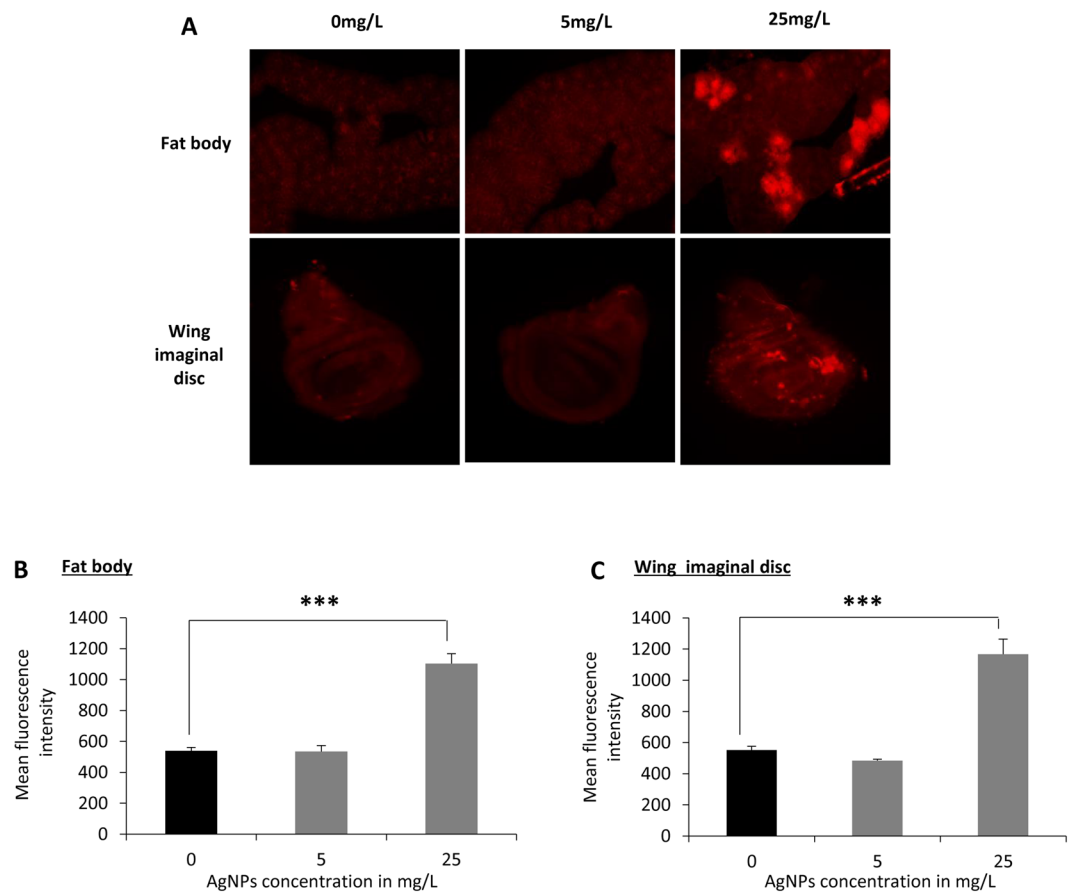 A
0mg/L
5mg/L
25mg/L
Fat body
Wing
imaginal
disc
B
Fat body
***
1400
1200
1000
800
600
400
200
0
Mean fluorescence
intensity
0
5
25
AgNPs concentration in mg/L
C
Wing imaginal disc
***
1400
1200
1000
800
600
400
200
0
Mean fluorescence
intensity
0
5
25
AgNPs concentration in mg/L